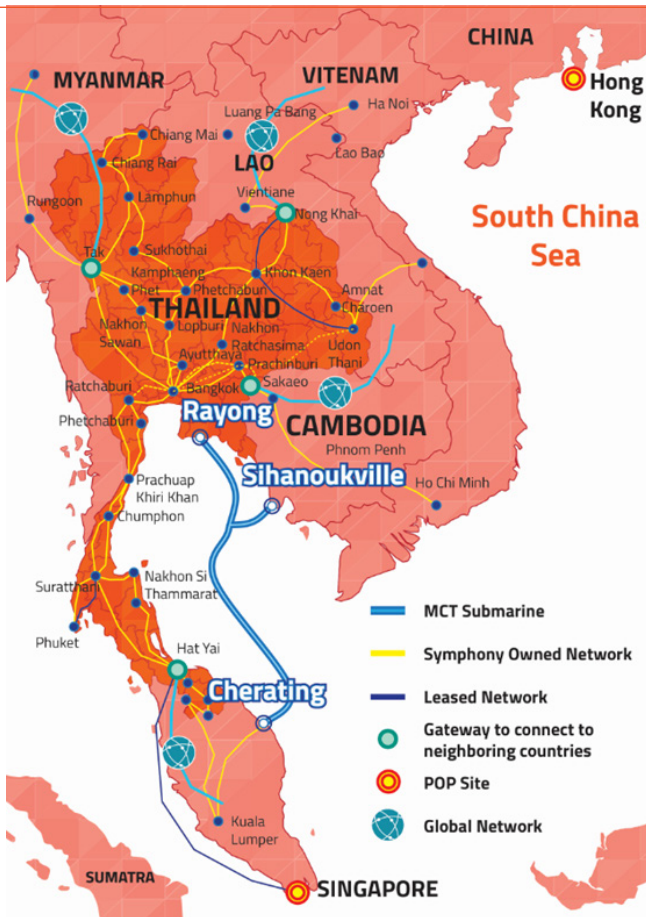 CHINA
MYANMAR
VITENAM
Hong
Kong
Ha Noi
Luang Pa Bang
Chiang Mai
Lao Bao
LAO
Chiang Rai
Vientiane
Lamphun
Rungoon
Nong Khai
South China
Sea
Sukhothai
Tak
Kamphaeng
Phet
Phetchabun
Khon Kaen
Amnat
Charoen
THAILAND
Nakhon
Sawan
Lopburi
Nakhon
Ratchasima
Udon
Thani
Ayutthaya
Prachinburi
Ratchaburi
Bangkok
Sakaeo
Phetchaburi
Rayong
CAMBODIA
Phnom Penh
Sihanoukville
Prachuap
Khiri Khan
Ho Chi Minh
Chumphon
Suratthani
Nakhon Si
Thammarat
Phuket
Hat Yai
Cherating
Kuala
Lumper
SUMATRA
SINGAPORE
MCT Submarine
Symphony Owned Network
Leased Network
Gateway to connect to
neighboring countries
POP Site
Global Network